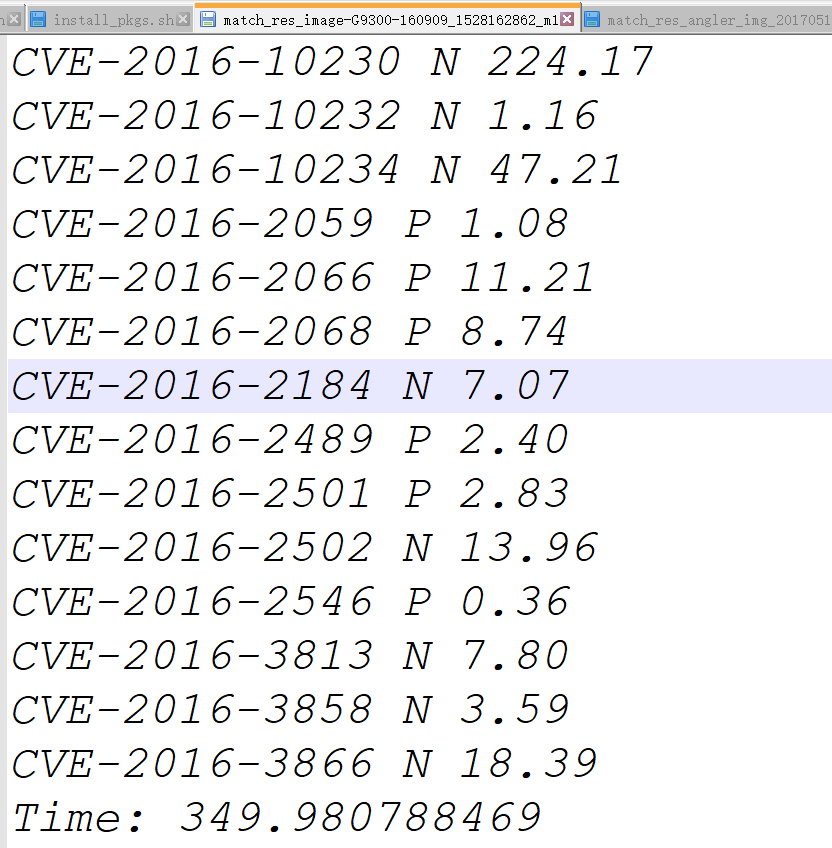 install_pkgs.sh match_res_image-G9300-160909_1528162862_m1 match_res_angler_img_201705
CVE-2016-10230 N 224.17
CVE-2016-10232 N 1.16
CVE-2016-10234 N 47.21
CVE-2016-2059 P 1.08
CVE-2016-2066 P 11.21
CVE-2016-2068 P 8.74
CVE-2016-2184 N 7.07
CVE-2016-2489 P 2.40
CVE-2016-2501 P 2.83
CVE-2016-2502 N 13.96
CVE-2016-2546 P 0.36
CVE-2016-3813 N 7.80
CVE-2016-3858 N 3.59
CVE-2016-3866 N 18.39
Time: 349.980788469